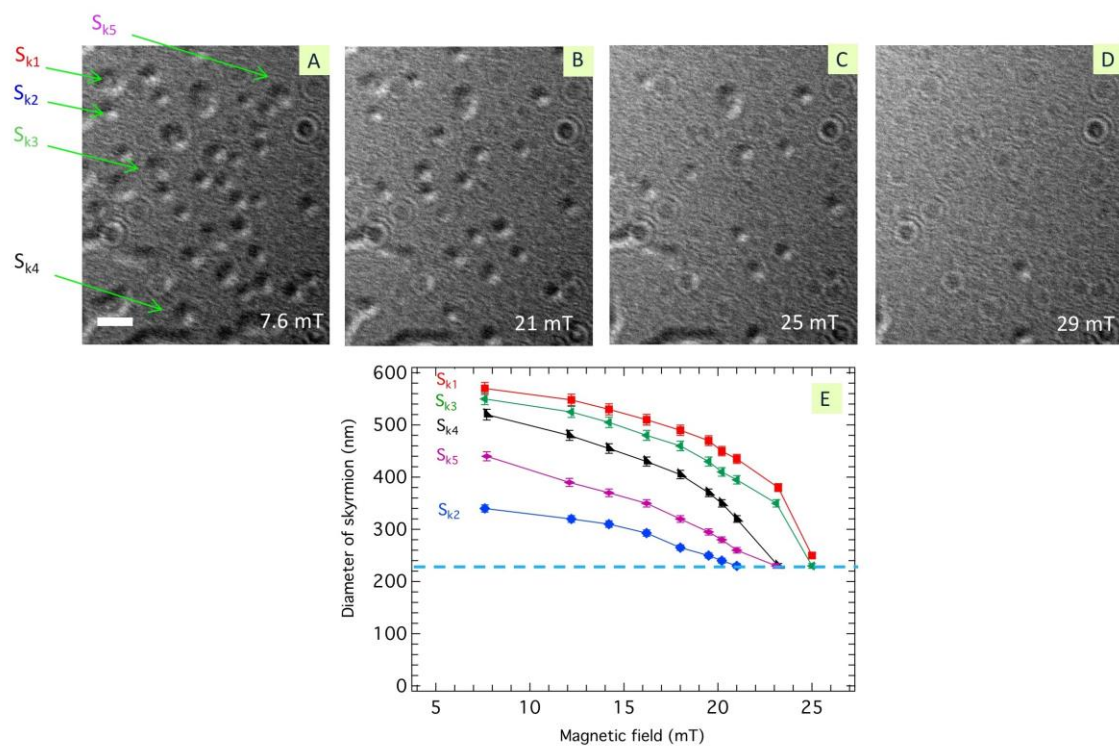 Sk5
Sk1
Sk2
Sk3
Sk4
A
7.6 mT
B
21 mT
C
25 mT
D
29 mT
E
Sk1
Sk3
Sk4
Sk5
Sk2
600
500
400
300
200
100
0
Diameter of skyrmion (nm)
5
10
15
20
25
Magnetic field (mT)